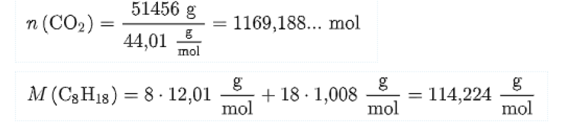 n (CO₂) = 51456 g / 44,01 g/mol = 1169,188... mol
M (C₈H₁₈) = 8 · 12,01 g/mol + 18 · 1,008 g/mol = 114,224 g/mol